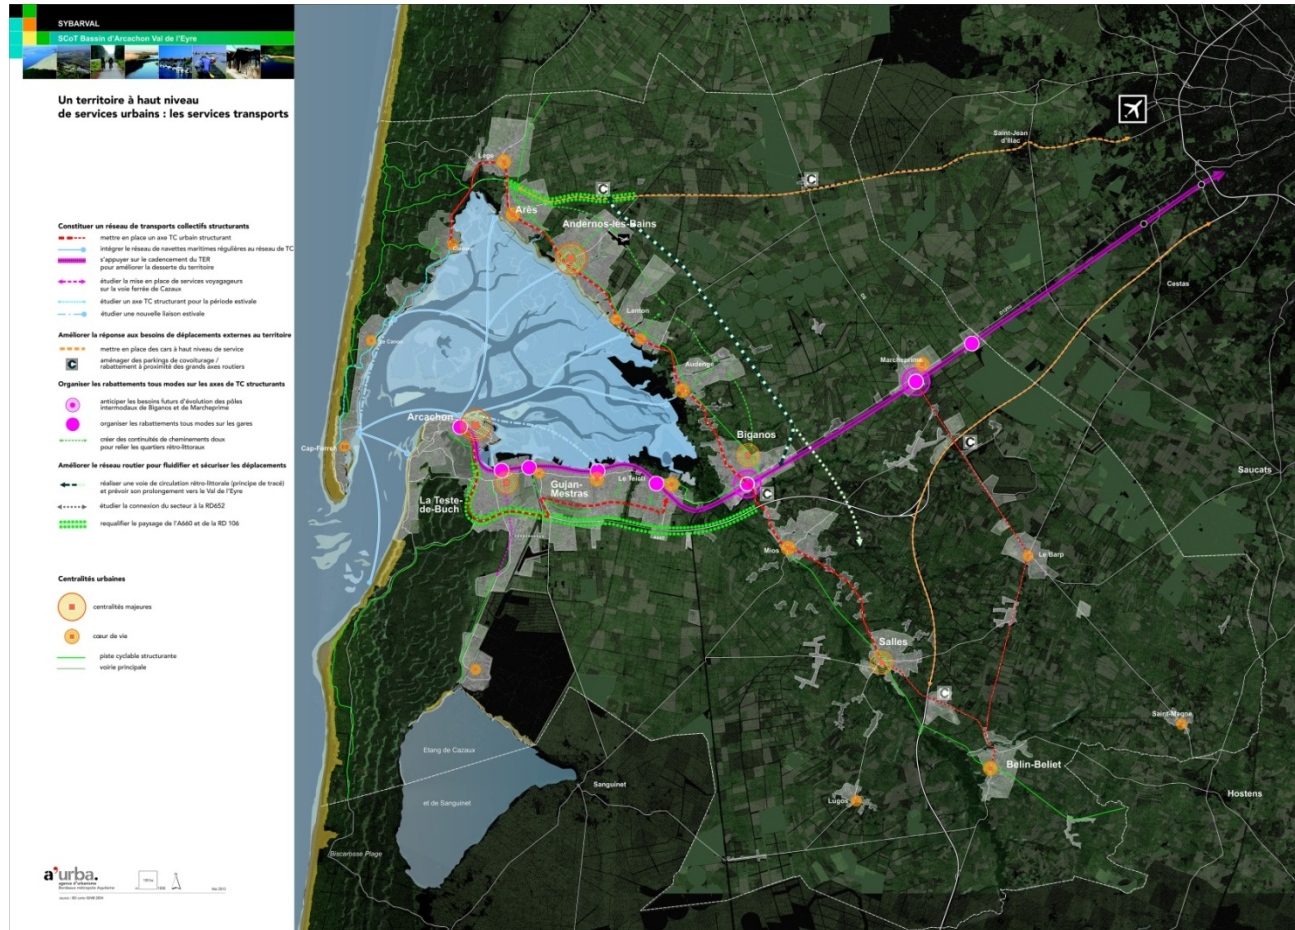 SYBARVAL
SCoT Bassin d'Arcachon Val de l'Eyre
Un territoire à haut niveau
de services urbains : les services transports
Constituer un réseau de transports collectifs structurants
mettre en place un axe TC urbain structurant
intégrer le réseau de navettes maritimes régulières au réseau de TC
s'appuyer sur le cadencement du TER
pour améliorer la desserte du territoire
étudier la mise en place de services voyageurs
sur la voie ferrée de Cazaux
étudier un axe TC structurant pour la période estivale
étudier une nouvelle liaison estivale
Améliorer la réponse aux besoins de déplacements externes au territoire
mettre en place des cars à haut niveau de service
C
aménager des parkings de covoiturage /
rabattement à proximité des grands axes routiers
Organiser les rabattements tous modes sur les axes de TC structurants
anticiper les besoins futurs d'évolution des pôles
intermodaux de Biganos et de Marcheprime
organiser les rabattements tous modes sur les gares
créer des continuités de cheminements doux
pour relier les quartiers rétro-littoraux
Améliorer le réseau routier pour fluidifier et sécuriser les déplacements
réaliser une voie de circulation rétro-littorale (principe de tracé)
et prévoir son prolongement vers le Val de l'Eyre
étudier la connexion du secteur à la RD652
requalifier le paysage de l'A660 et de la RD 106
Centralités urbaines
centralités majeures
cœur de vie
piste cyclable structurante
voirie principale
a'urba.
agence d'urbanisme
Bordeaux métropole Aquitaine
Saint-Jean
d'Illac
Lège
C
C
Arès
Andernos-les-Bains
Cestas
Lanton
Marcheprime
Audenge
Arcachon
Biganos
C
Cap-Ferret
Saucats
Le Teich
Gujan-
Mestras
La Teste-
de-Buch
C
Mios
Le Barp
Salles
C
Saint-Magne
Etang de Cazaux
Belin-Beliet
Sanguinet
Hostens
et de Sanguinet
Lugos
Biscarosse Plage